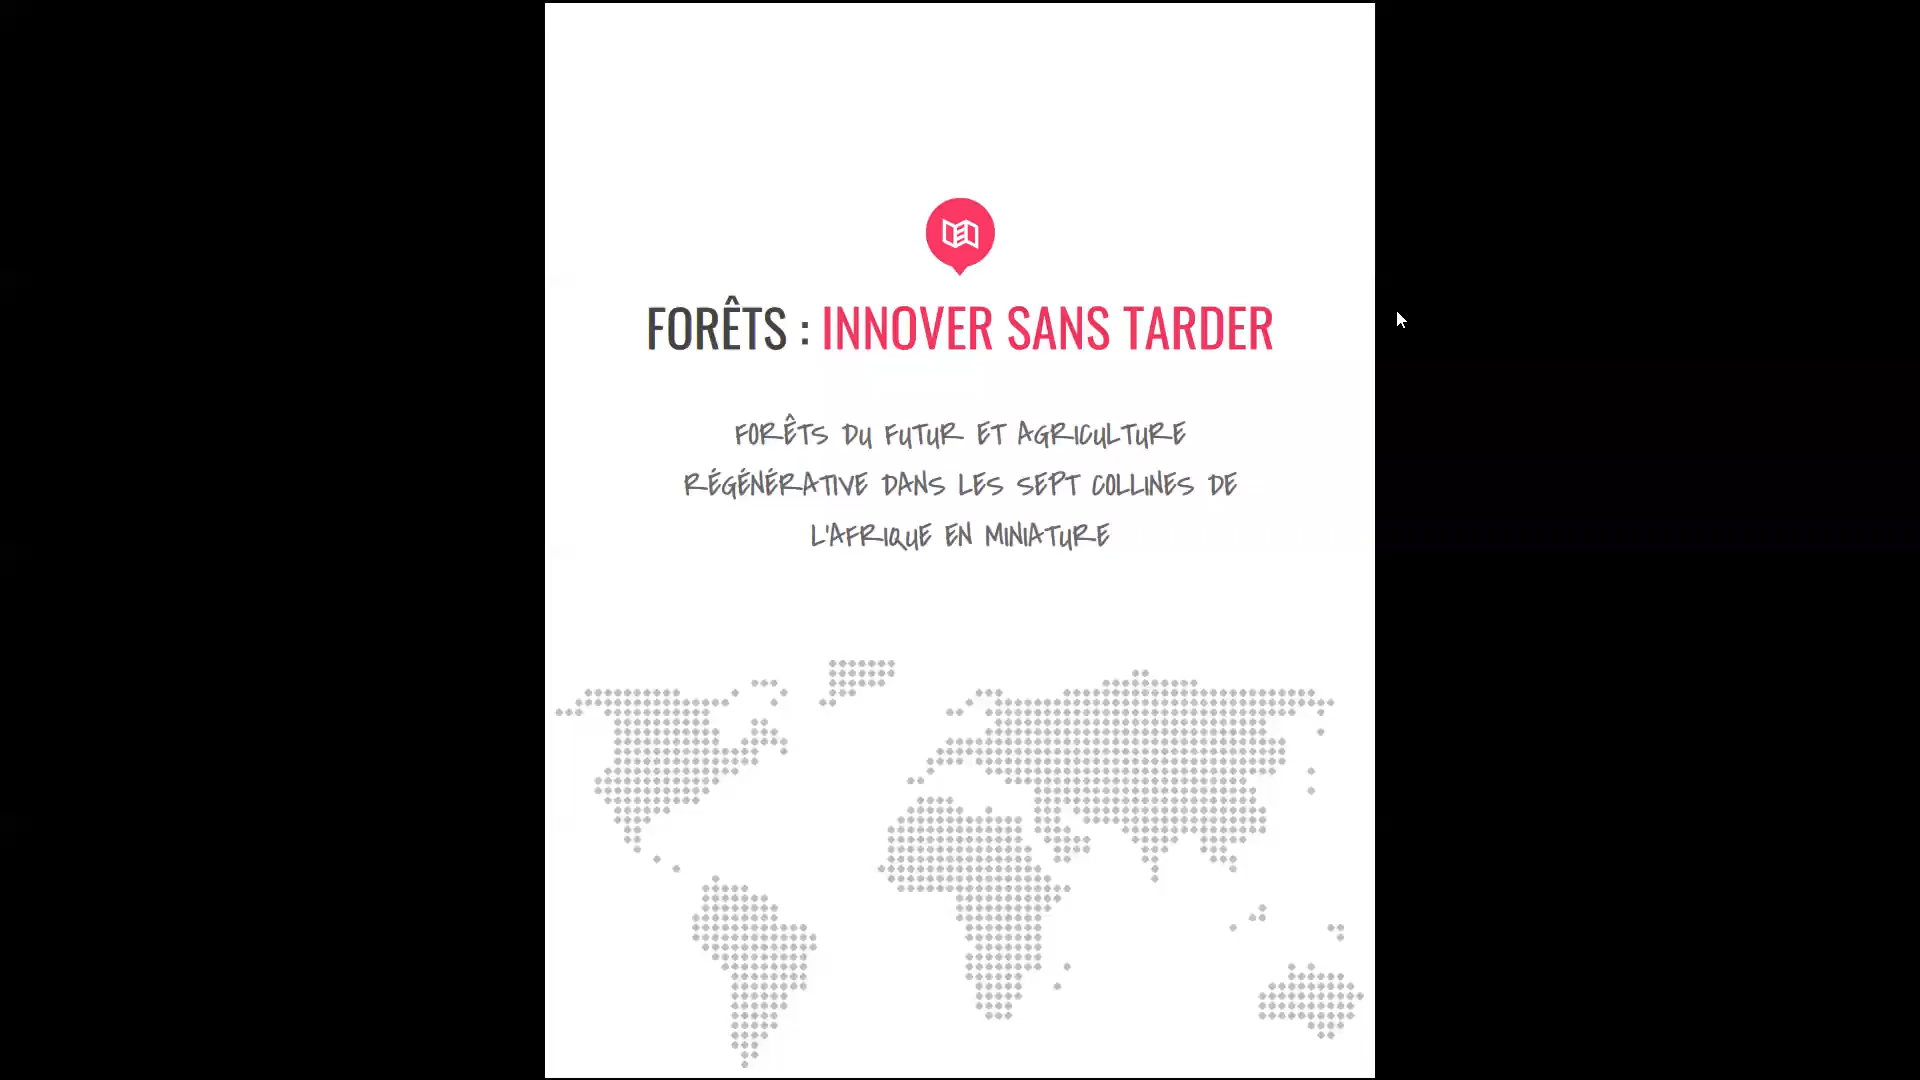 FORÊTS : INNOVER SANS TARDER
FORÊTS DU FUTUR ET AGRICULTURE
RÉGÉNÉRATIVE DANS LES SEPT COLLINES DE
L'AFRIQUE EN MINIATURE